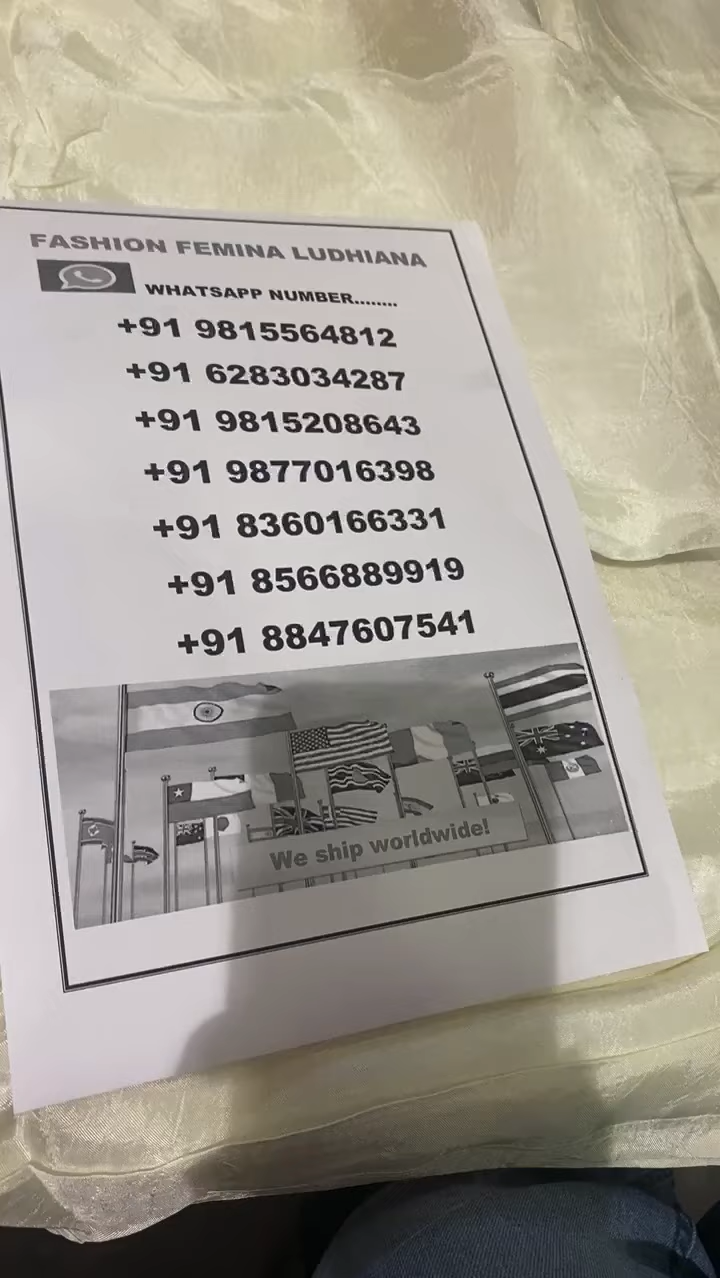 FASHION FEMINA LUDHIANA
WHATSAPP NUMBER........
+91 9815564812
+91 6283034287
+91 9815208643
+91 9877016398
+91 8360166331
+91 8566889919
+91 8847607541
We ship worldwide!